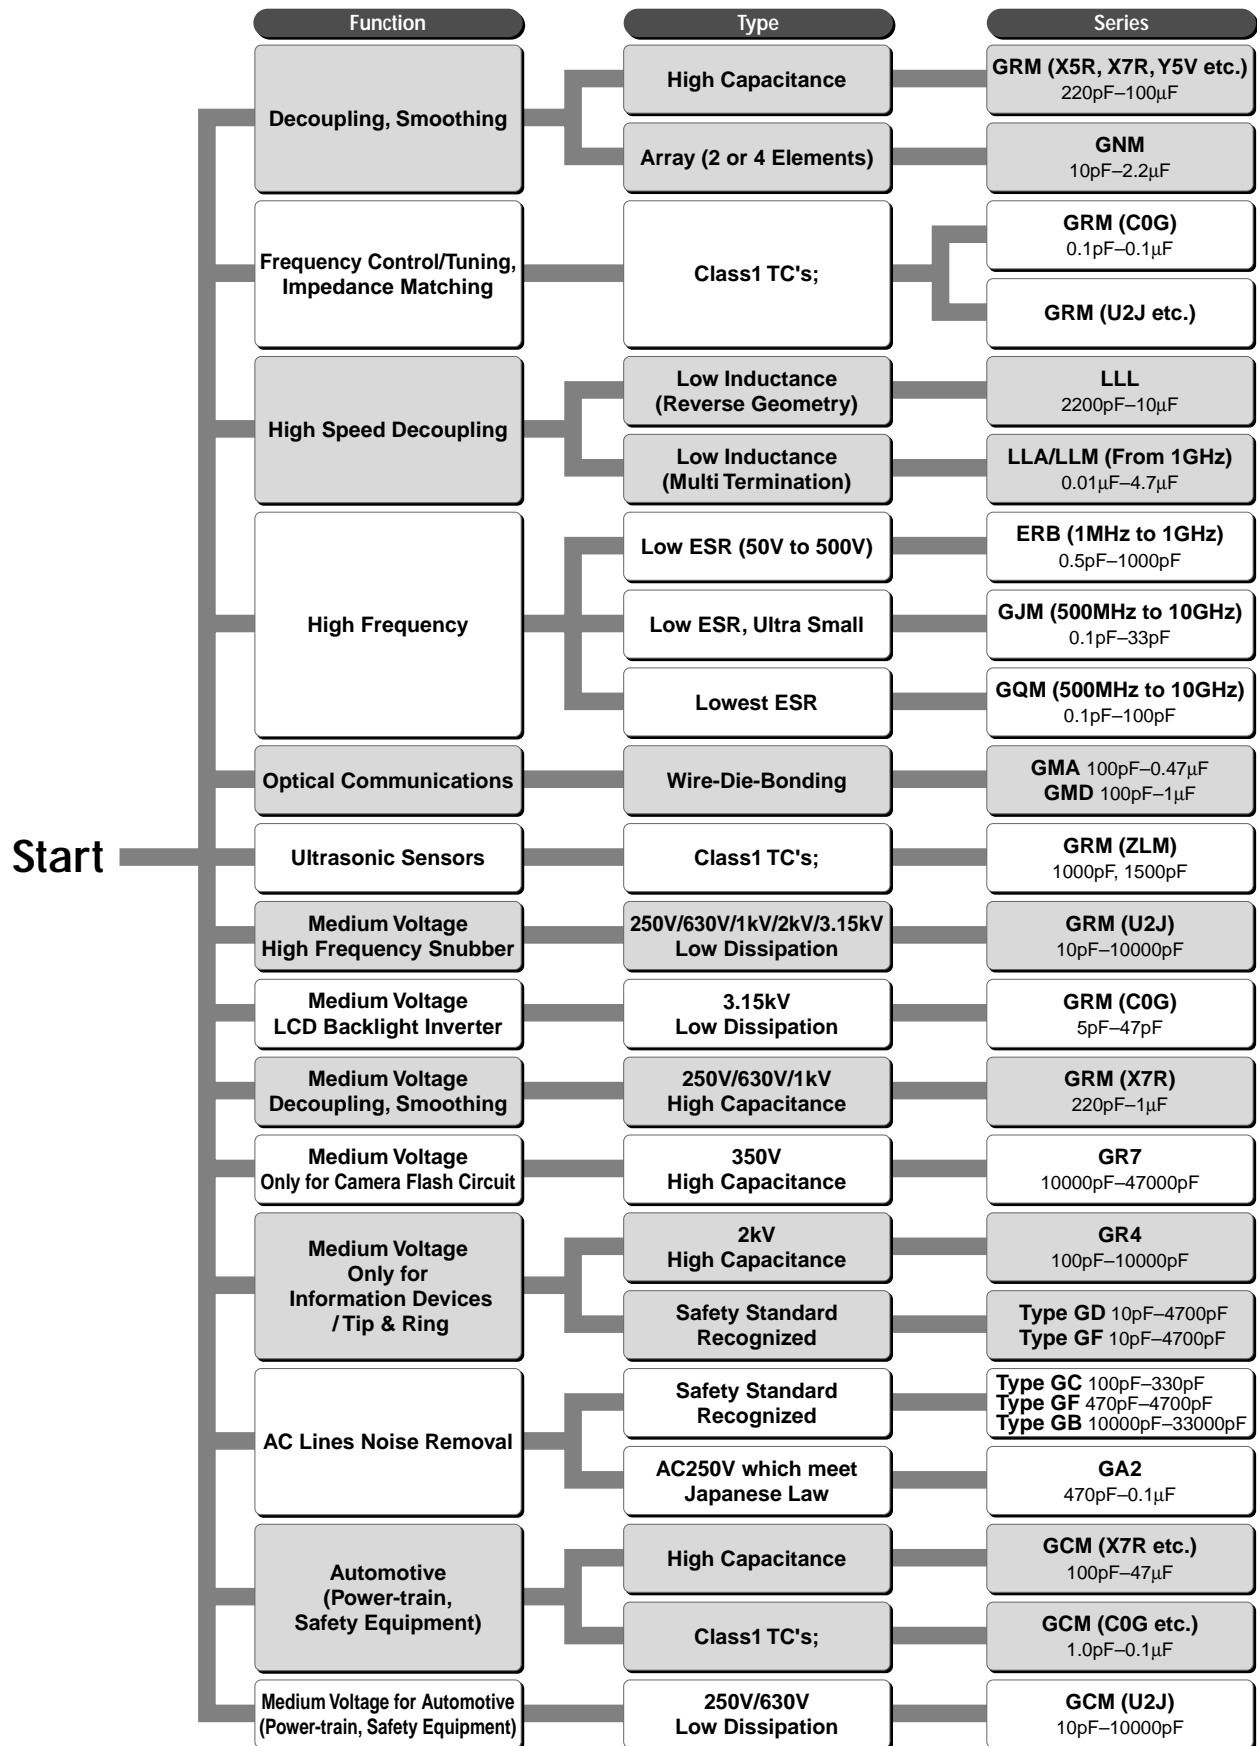 Function
Type
Series
Start
Decoupling, Smoothing
High Capacitance
GRM (X5R, X7R, Y5V etc.)
220pF–100μF
Array (2 or 4 Elements)
GNM
10pF–2.2μF
Frequency Control/Tuning,
Impedance Matching
Class1 TC's;
GRM (C0G)
0.1pF–0.1μF
GRM (U2J etc.)
High Speed Decoupling
Low Inductance
(Reverse Geometry)
LLL
2200pF–10μF
Low Inductance
(Multi Termination)
LLA/LLM (From 1GHz)
0.01μF–4.7μF
High Frequency
Low ESR (50V to 500V)
ERB (1MHz to 1GHz)
0.5pF–1000pF
Low ESR, Ultra Small
GJM (500MHz to 10GHz)
0.1pF–33pF
Lowest ESR
GQM (500MHz to 10GHz)
0.1pF–100pF
Optical Communications
Wire-Die-Bonding
GMA 100pF–0.47μF
GMD 100pF–1μF
Ultrasonic Sensors
Class1 TC's;
GRM (ZLM)
1000pF, 1500pF
Medium Voltage
High Frequency Snubber
250V/630V/1kV/2kV/3.15kV
Low Dissipation
GRM (U2J)
10pF–10000pF
Medium Voltage
LCD Backlight Inverter
3.15kV
Low Dissipation
GRM (C0G)
5pF–47pF
Medium Voltage
Decoupling, Smoothing
250V/630V/1kV
High Capacitance
GRM (X7R)
220pF–1μF
Medium Voltage
Only for Camera Flash Circuit
350V
High Capacitance
GR7
10000pF–47000pF
Medium Voltage
Only for
Information Devices
/ Tip & Ring
2kV
High Capacitance
GR4
100pF–10000pF
Safety Standard
Recognized
Type GD 10pF–4700pF
Type GF 10pF–4700pF
AC Lines Noise Removal
Safety Standard
Recognized
Type GC 100pF–330pF
Type GF 470pF–4700pF
Type GB 10000pF–33000pF
AC250V which meet
Japanese Law
GA2
470pF–0.1μF
Automotive
(Power-train,
Safety Equipment)
High Capacitance
GCM (X7R etc.)
100pF–47μF
Class1 TC's;
GCM (C0G etc.)
1.0pF–0.1μF
Medium Voltage for Automotive
(Power-train, Safety Equipment)
250V/630V
Low Dissipation
GCM (U2J)
10pF–10000pF